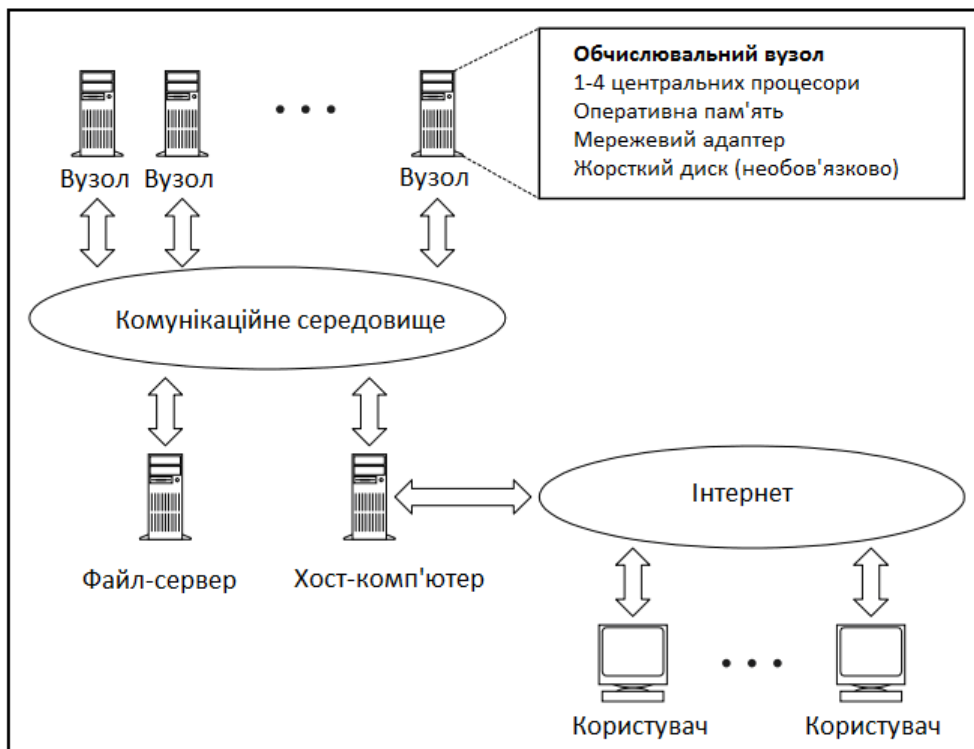 Обчислювальний вузол
1-4 центральних процесори
Оперативна пам'ять
Мережевий адаптер
Жорсткий диск (необов'язково)
Вузол Вузол Вузол
Комунікаційне середовище
Інтернет
Файл-сервер Хост-комп'ютер
Користувач Користувач